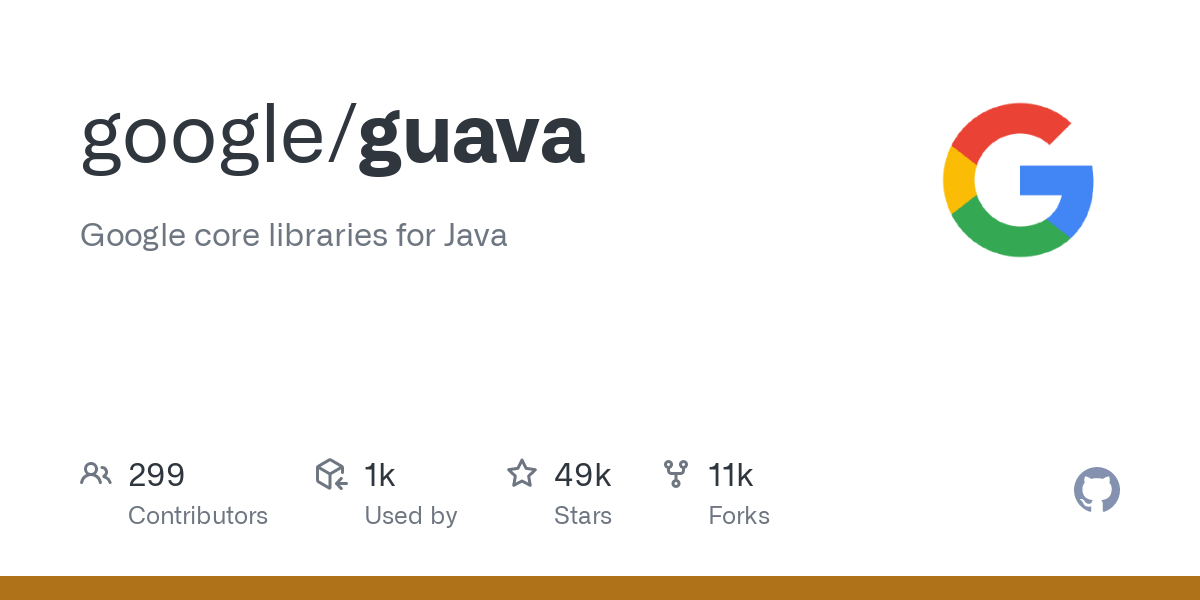 google/guava
Google core libraries for Java
299 1k 49k 11k
Contributors Used by Stars Forks